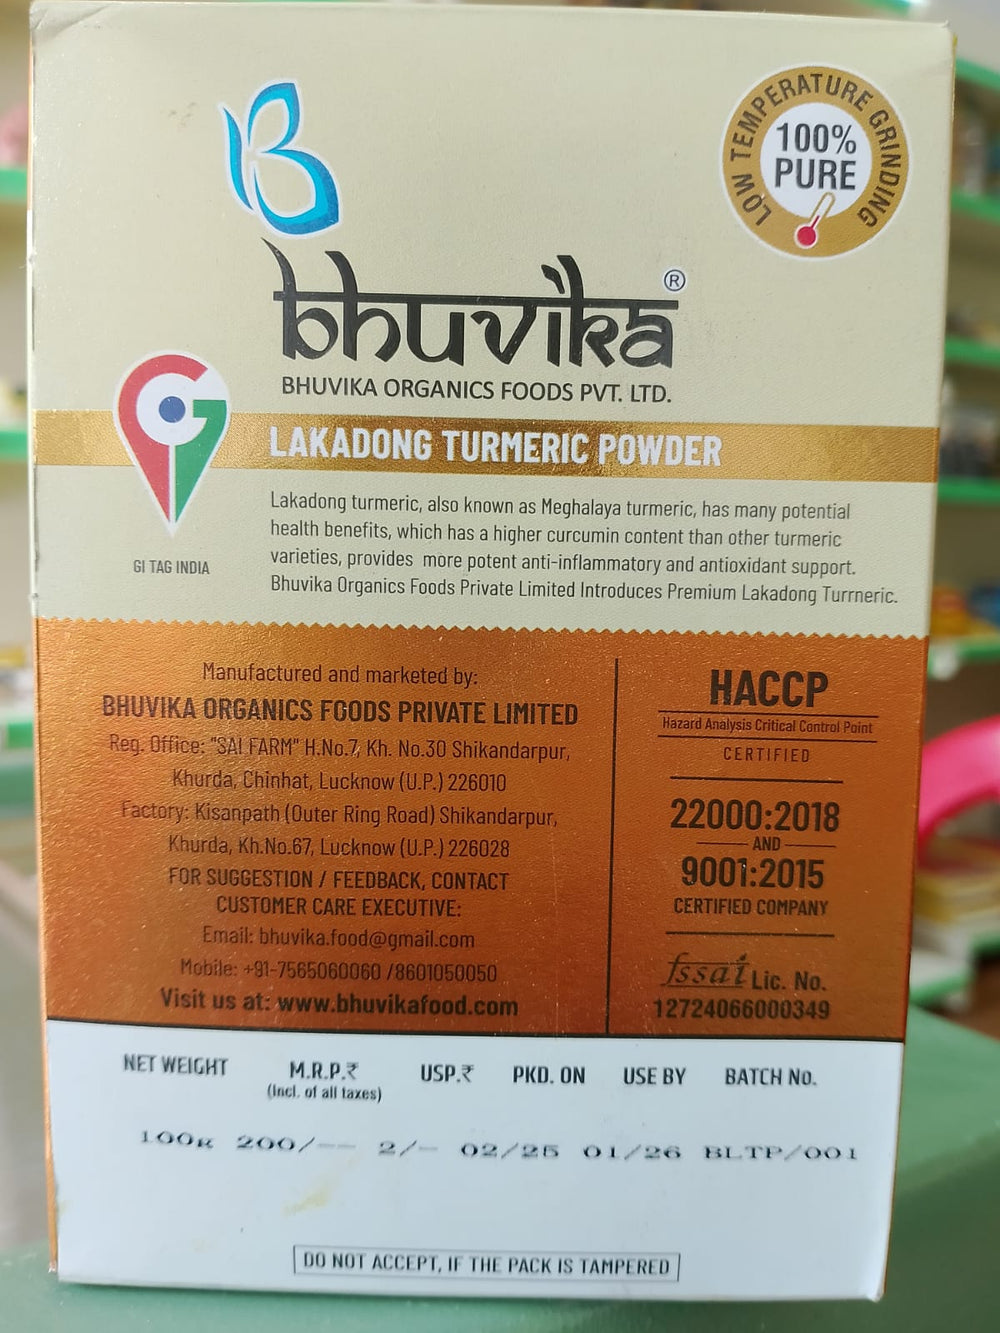 LOW TEMPERATURE GRINDING
100%
PURE
bhuvika®
BHUVIKA ORGANICS FOODS PVT. LTD.
LAKADONG TURMERIC POWDER
Lakadong turmeric, also known as Meghalaya turmeric, has many potential
health benefits, which has a higher curcumin content than other turmeric
varieties, provides more potent anti-inflammatory and antioxidant support.
Bhuvika Organics Foods Private Limited Introduces Premium Lakadong Turrneric.
GI TAG INDIA
Manufactured and marketed by:
BHUVIKA ORGANICS FOODS PRIVATE LIMITED
Reg. Office: "SAI FARM" H.No.7, Kh. No.30 Shikandarpur,
Khurda, Chinhat, Lucknow (U.P.) 226010
Factory: Kisanpath (Outer Ring Road) Shikandarpur,
Khurda, Kh.No.67, Lucknow (U.P.) 226028
FOR SUGGESTION / FEEDBACK, CONTACT
CUSTOMER CARE EXECUTIVE:
Email: bhuvika.food@gmail.com
Mobile: +91-7565060060 /8601050050
Visit us at: www.bhuvikafood.com
HACCP
Hazard Analysis Critical Control Point
CERTIFIED
22000:2018
AND
9001:2015
CERTIFIED COMPANY
fssai Lic. No.
12724066000349
NET WEIGHT M.R.P.₹ USP.₹ PKD. ON USE BY BATCH No.
(Incl. of all taxes)
100g 200/-- 2/- 02/25 01/26 BLTP/001
DO NOT ACCEPT, IF THE PACK IS TAMPERED